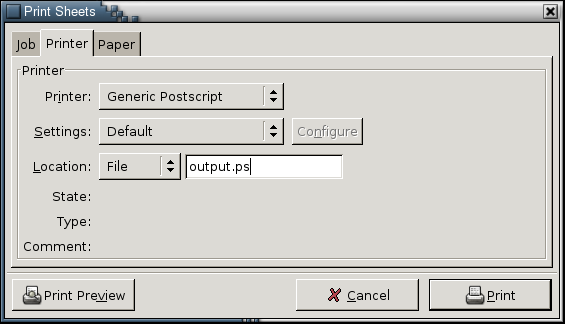 Print Sheets
Job Printer Paper
Printer
Printer: Generic Postscript
Settings: Default Configure
Location: File output.ps
State:
Type:
Comment:
Print Preview Cancel Print